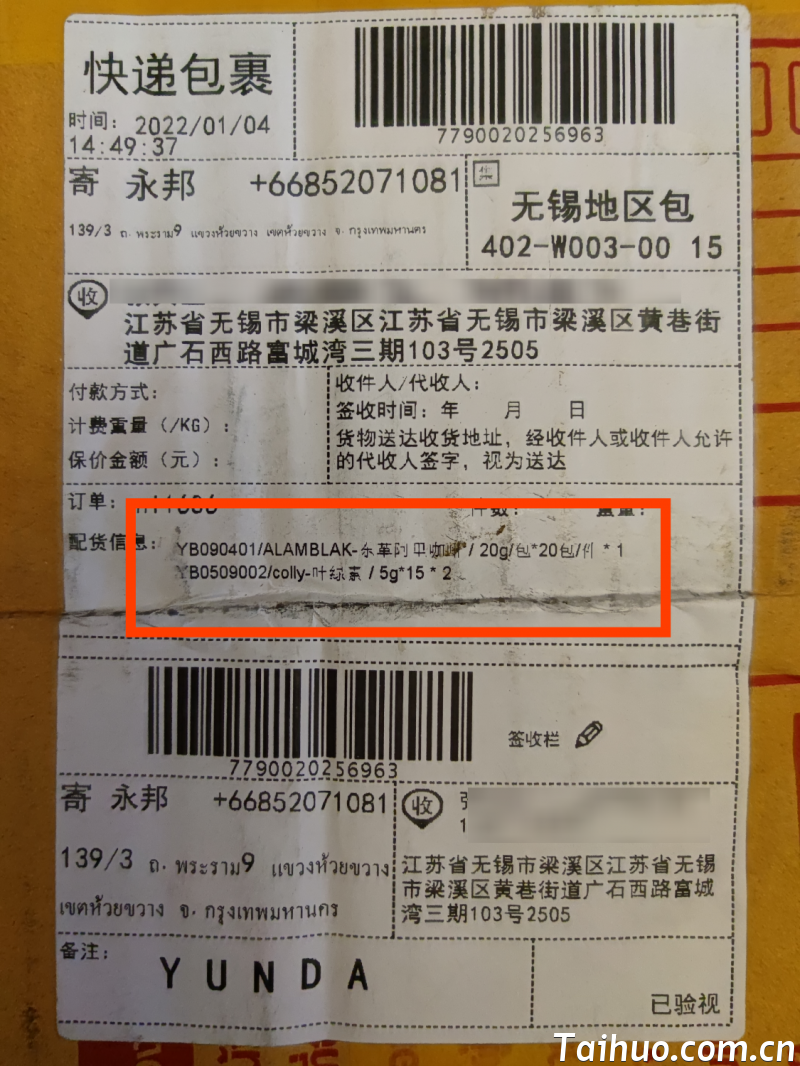 快递包裹
时间: 2022/01/04
14:49:37
7790020256963
寄 永邦 +66852071081
139/3 ถ. พระราม9 แขวงห้วยขวาง เขตห้วยขวาง จ. กรุงเทพมหานคร
无锡地区包
402-W003-00 15
收
江苏省无锡市梁溪区江苏省无锡市梁溪区黄巷街
道广石西路富城湾三期103号2505
付款方式:
计费重量(/KG):
保价金额(元):
收件人/代收人:
签收时间: 年 月 日
货物送达收货地址, 经收件人或收件人允许
的代收人签字, 视为送达
订单: 件数: 重量:
配货信息: YB090401/ALAMBLAK-东革阿里咖啡 / 20g/包*20包/件 * 1
YB0509002/colly-叶绿素 / 5g*15 * 2
7790020256963
签收栏
寄 永邦 +66852071081
139/3 ถ. พระราม9 แขวงห้วยขวาง
เขตห้วยขวาง จ. กรุงเทพมหานคร
收
江苏省无锡市梁溪区江苏省无锡
市梁溪区黄巷街道广石西路富城
湾三期103号2505
备注:
YUNDA
已验视
Taihuo.com.cn